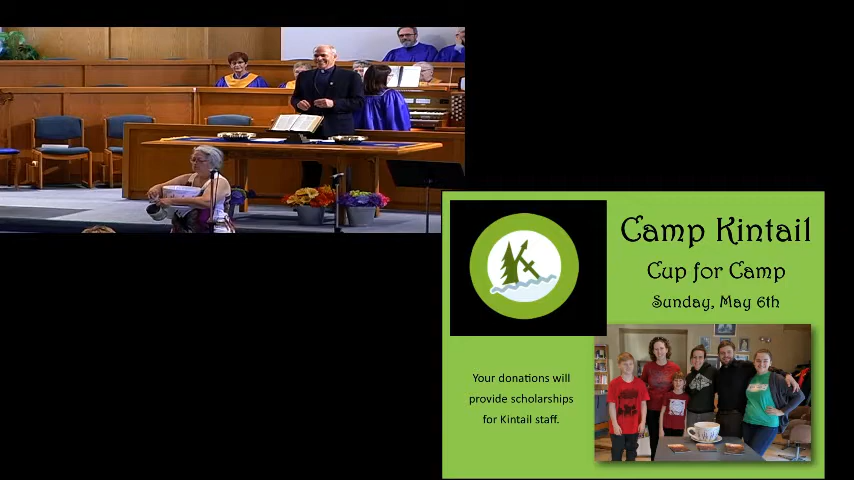 Camp Kintail
Cup for Camp
Sunday, May 6th
Your donations will
provide scholarships
for Kintail staff.